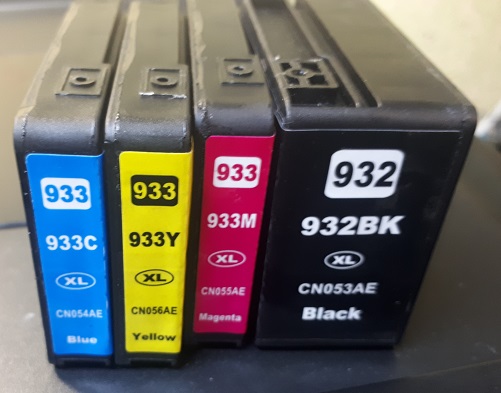 933
933C
XL
CN054AE
Blue
933
933Y
XL
CN056AE
Yellow
933
933M
XL
CN055AE
Magenta
932
932BK
XL
CN053AE
Black